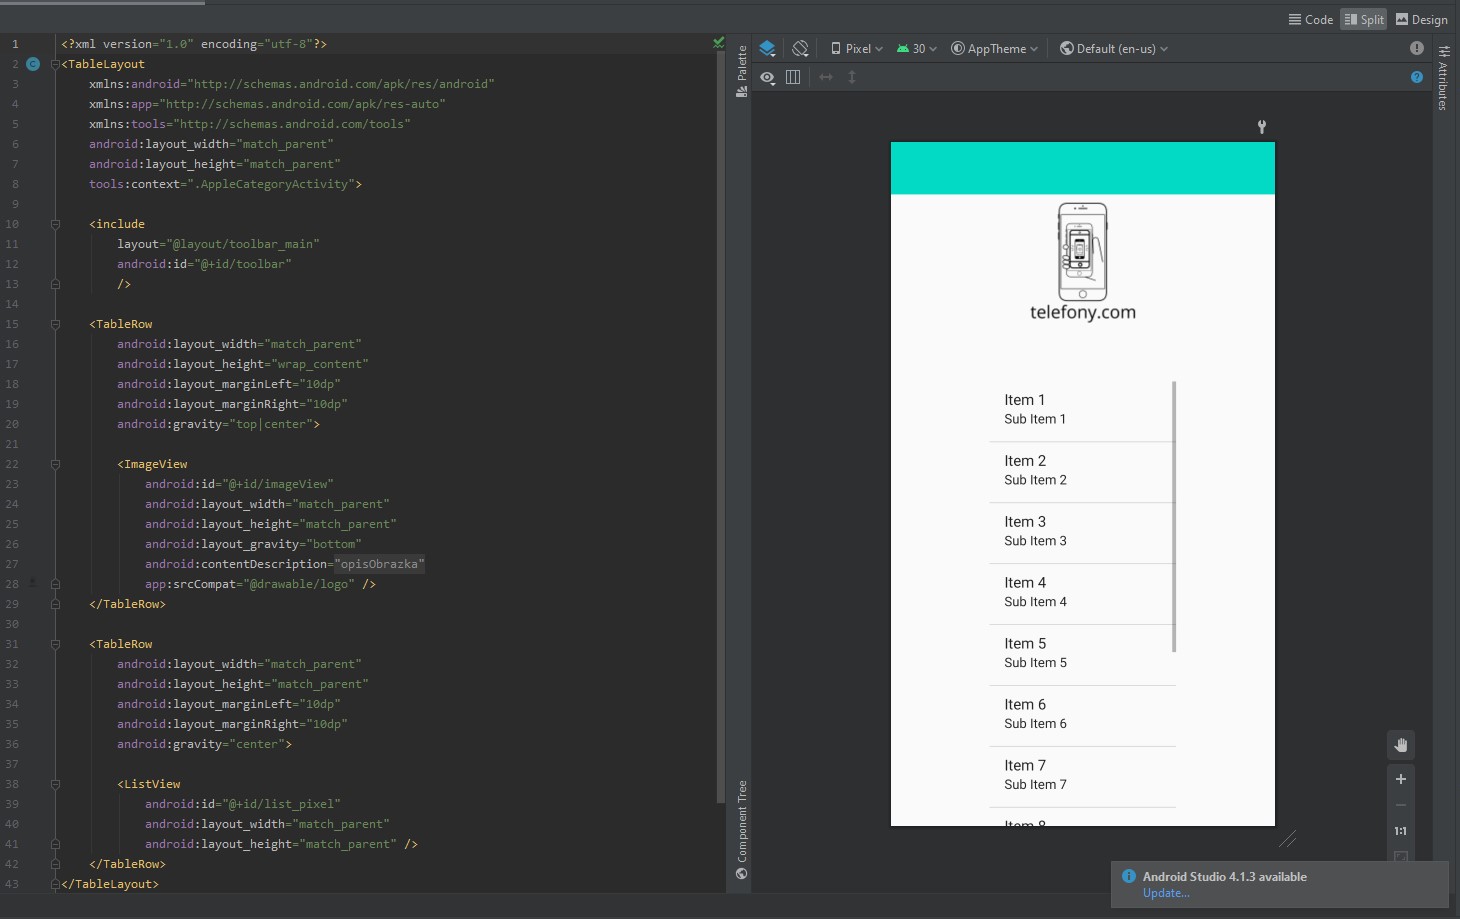 Code Split Design
1 <?xml version="1.0" encoding="utf-8"?>
2 <TableLayout
3 xmlns:android="http://schemas.android.com/apk/res/android"
4 xmlns:app="http://schemas.android.com/apk/res-auto"
5 xmlns:tools="http://schemas.android.com/tools"
6 android:layout_width="match_parent"
7 android:layout_height="match_parent"
8 tools:context=".AppleCategoryActivity">
9
10 <include
11 layout="@layout/toolbar_main"
12 android:id="@+id/toolbar"
13 />
14
15 <TableRow
16 android:layout_width="match_parent"
17 android:layout_height="wrap_content"
18 android:layout_marginLeft="10dp"
19 android:layout_marginRight="10dp"
20 android:gravity="top|center">
21
22 <ImageView
23 android:id="@+id/imageView"
24 android:layout_width="match_parent"
25 android:layout_height="match_parent"
26 android:layout_gravity="bottom"
27 android:contentDescription="opisObrazka"
28 app:srcCompat="@drawable/logo" />
29 </TableRow>
30
31 <TableRow
32 android:layout_width="match_parent"
33 android:layout_height="match_parent"
34 android:layout_marginLeft="10dp"
35 android:layout_marginRight="10dp"
36 android:gravity="center">
37
38 <ListView
39 android:id="@+id/list_pixel"
40 android:layout_width="match_parent"
41 android:layout_height="match_parent" />
42 </TableRow>
43 </TableLayout>
Palette
Component Tree
Pixel 30 AppTheme Default (en-us)
Attributes
telefony.com
Item 1
Sub Item 1
Item 2
Sub Item 2
Item 3
Sub Item 3
Item 4
Sub Item 4
Item 5
Sub Item 5
Item 6
Sub Item 6
Item 7
Sub Item 7
Item 8
1:1
Android Studio 4.1.3 available
Update...